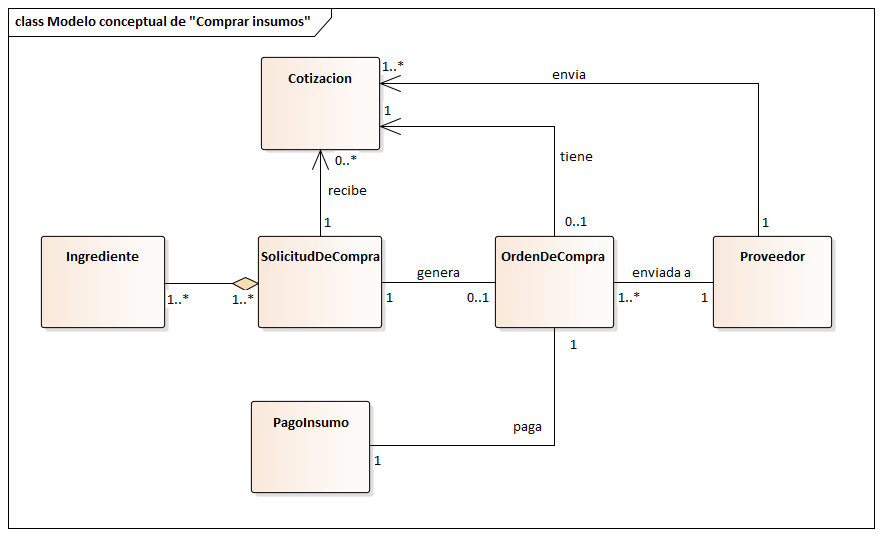 class Modelo conceptual de "Comprar insumos"
Cotizacion
1..*
envia
1
tiene
0..*
recibe
1
0..1
1
Ingrediente
SolicitudDeCompra
OrdenDeCompra
Proveedor
genera
enviada a
1..*
1..*
1
0..1
1..*
1
1
PagoInsumo
paga
1